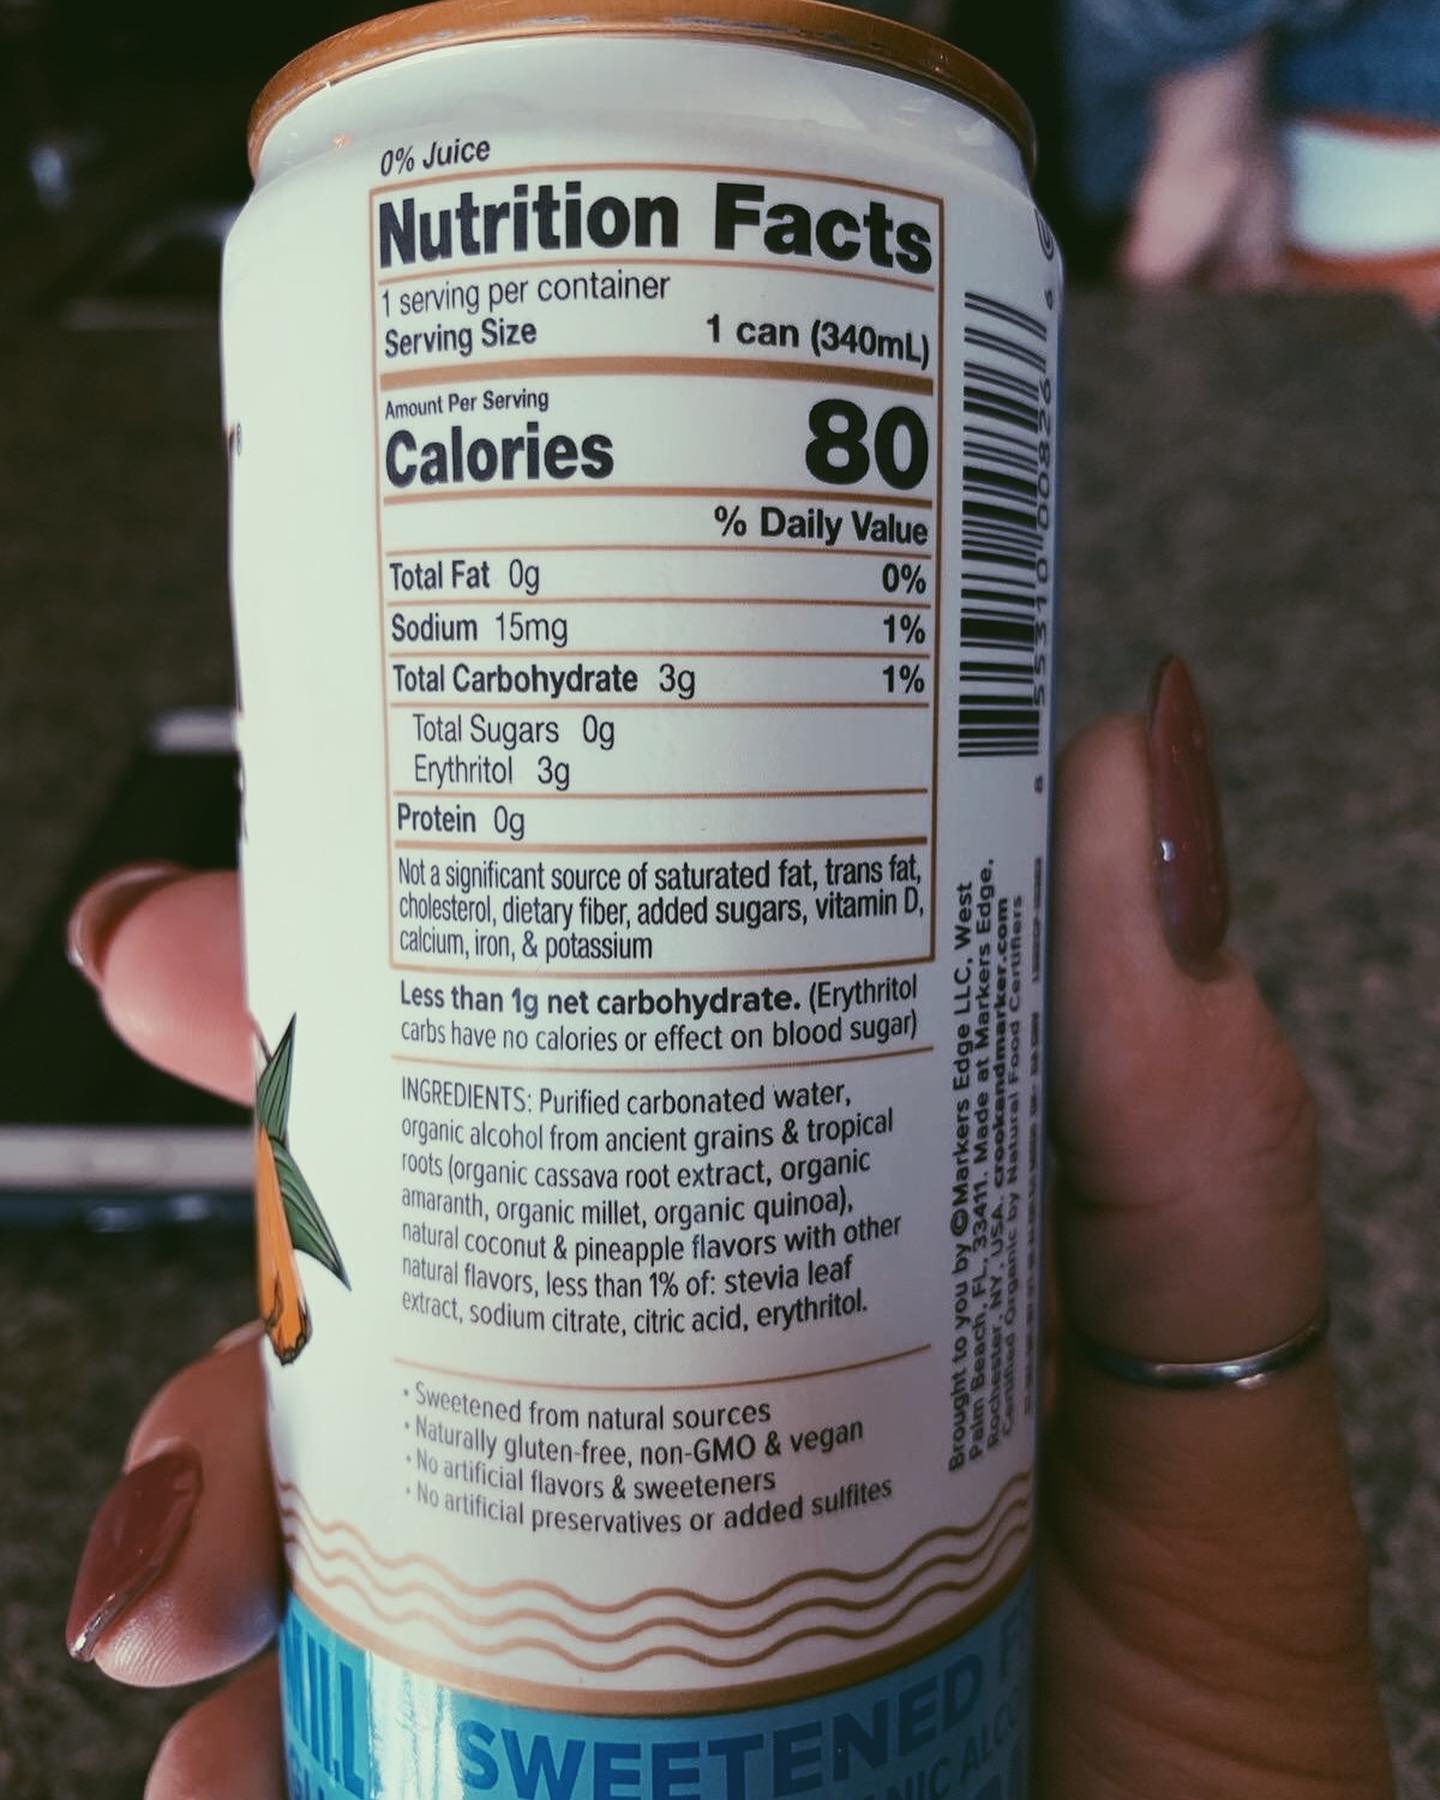 0% Juice
Nutrition Facts
1 serving per container
Serving Size 1 can (340mL)
Amount Per Serving
Calories 80
% Daily Value
Total Fat 0g 0%
Sodium 15mg 1%
Total Carbohydrate 3g 1%
Total Sugars 0g
Erythritol 3g
Protein 0g
Not a significant source of saturated fat, trans fat,
cholesterol, dietary fiber, added sugars, vitamin D,
calcium, iron, & potassium
Less than 1g net carbohydrate. (Erythritol
carbs have no calories or effect on blood sugar)
INGREDIENTS: Purified carbonated water,
organic alcohol from ancient grains & tropical
roots (organic cassava root extract, organic
amaranth, organic millet, organic quinoa),
natural coconut & pineapple flavors with other
natural flavors, less than 1% of: stevia leaf
extract, sodium citrate, citric acid, erythritol.
• Sweetened from natural sources
• Naturally gluten-free, non-GMO & vegan
• No artificial flavors & sweeteners
• No artificial preservatives or added sulfites
SWEETENED
8 55310 00826 6
Brought to you by ©Markers Edge LLC, West
Palm Beach, FL, 33411. Made at Markers Edge,
Rochester, NY, USA. crookandmarker.com
Certified Organic by Natural Food Certifiers